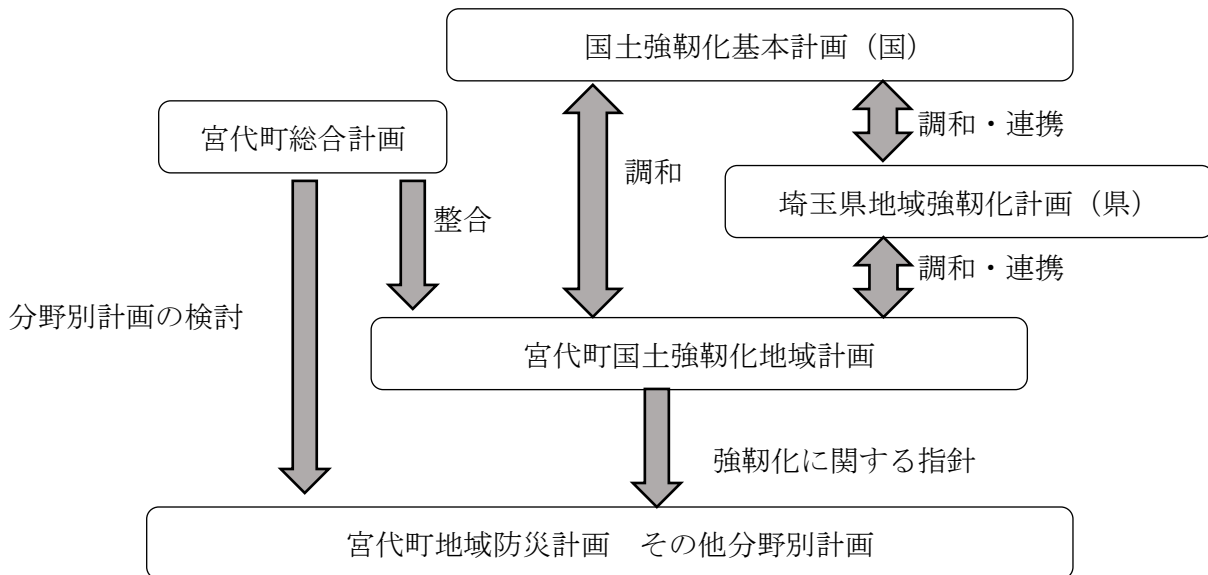 国土強靱化基本計画（国）
宮代町総合計画
調和・連携
調和
埼玉県地域強靱化計画（県）
整合
調和・連携
分野別計画の検討
宮代町国土強靱化地域計画
強靱化に関する指針
宮代町地域防災計画　その他分野別計画